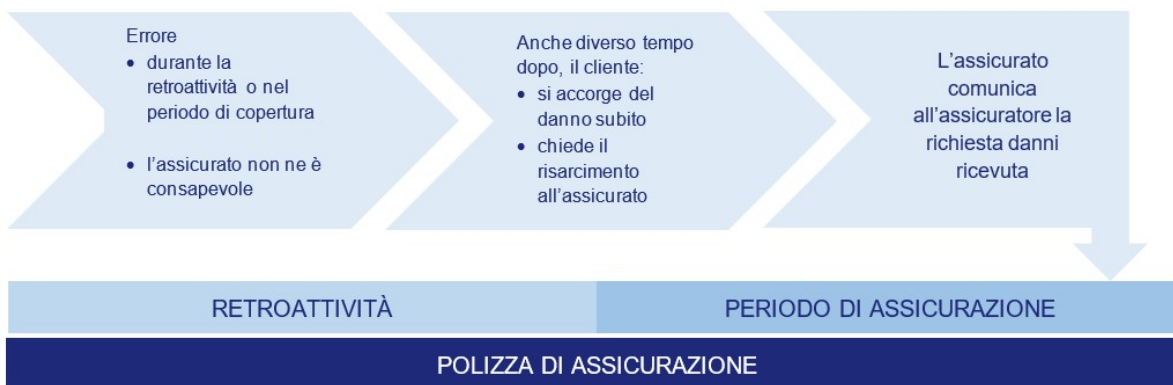 Errore
• durante la
retroattività o nel
periodo di copertura
• l'assicurato non ne è
consapevole
Anche diverso tempo
dopo, il cliente:
• si accorge del
danno subito
• chiede il
risarcimento
all'assicurato
L'assicurato
comunica
all'assicuratore la
richiesta danni
ricevuta
RETROATTIVITÀ
PERIODO DI ASSICURAZIONE
POLIZZA DI ASSICURAZIONE